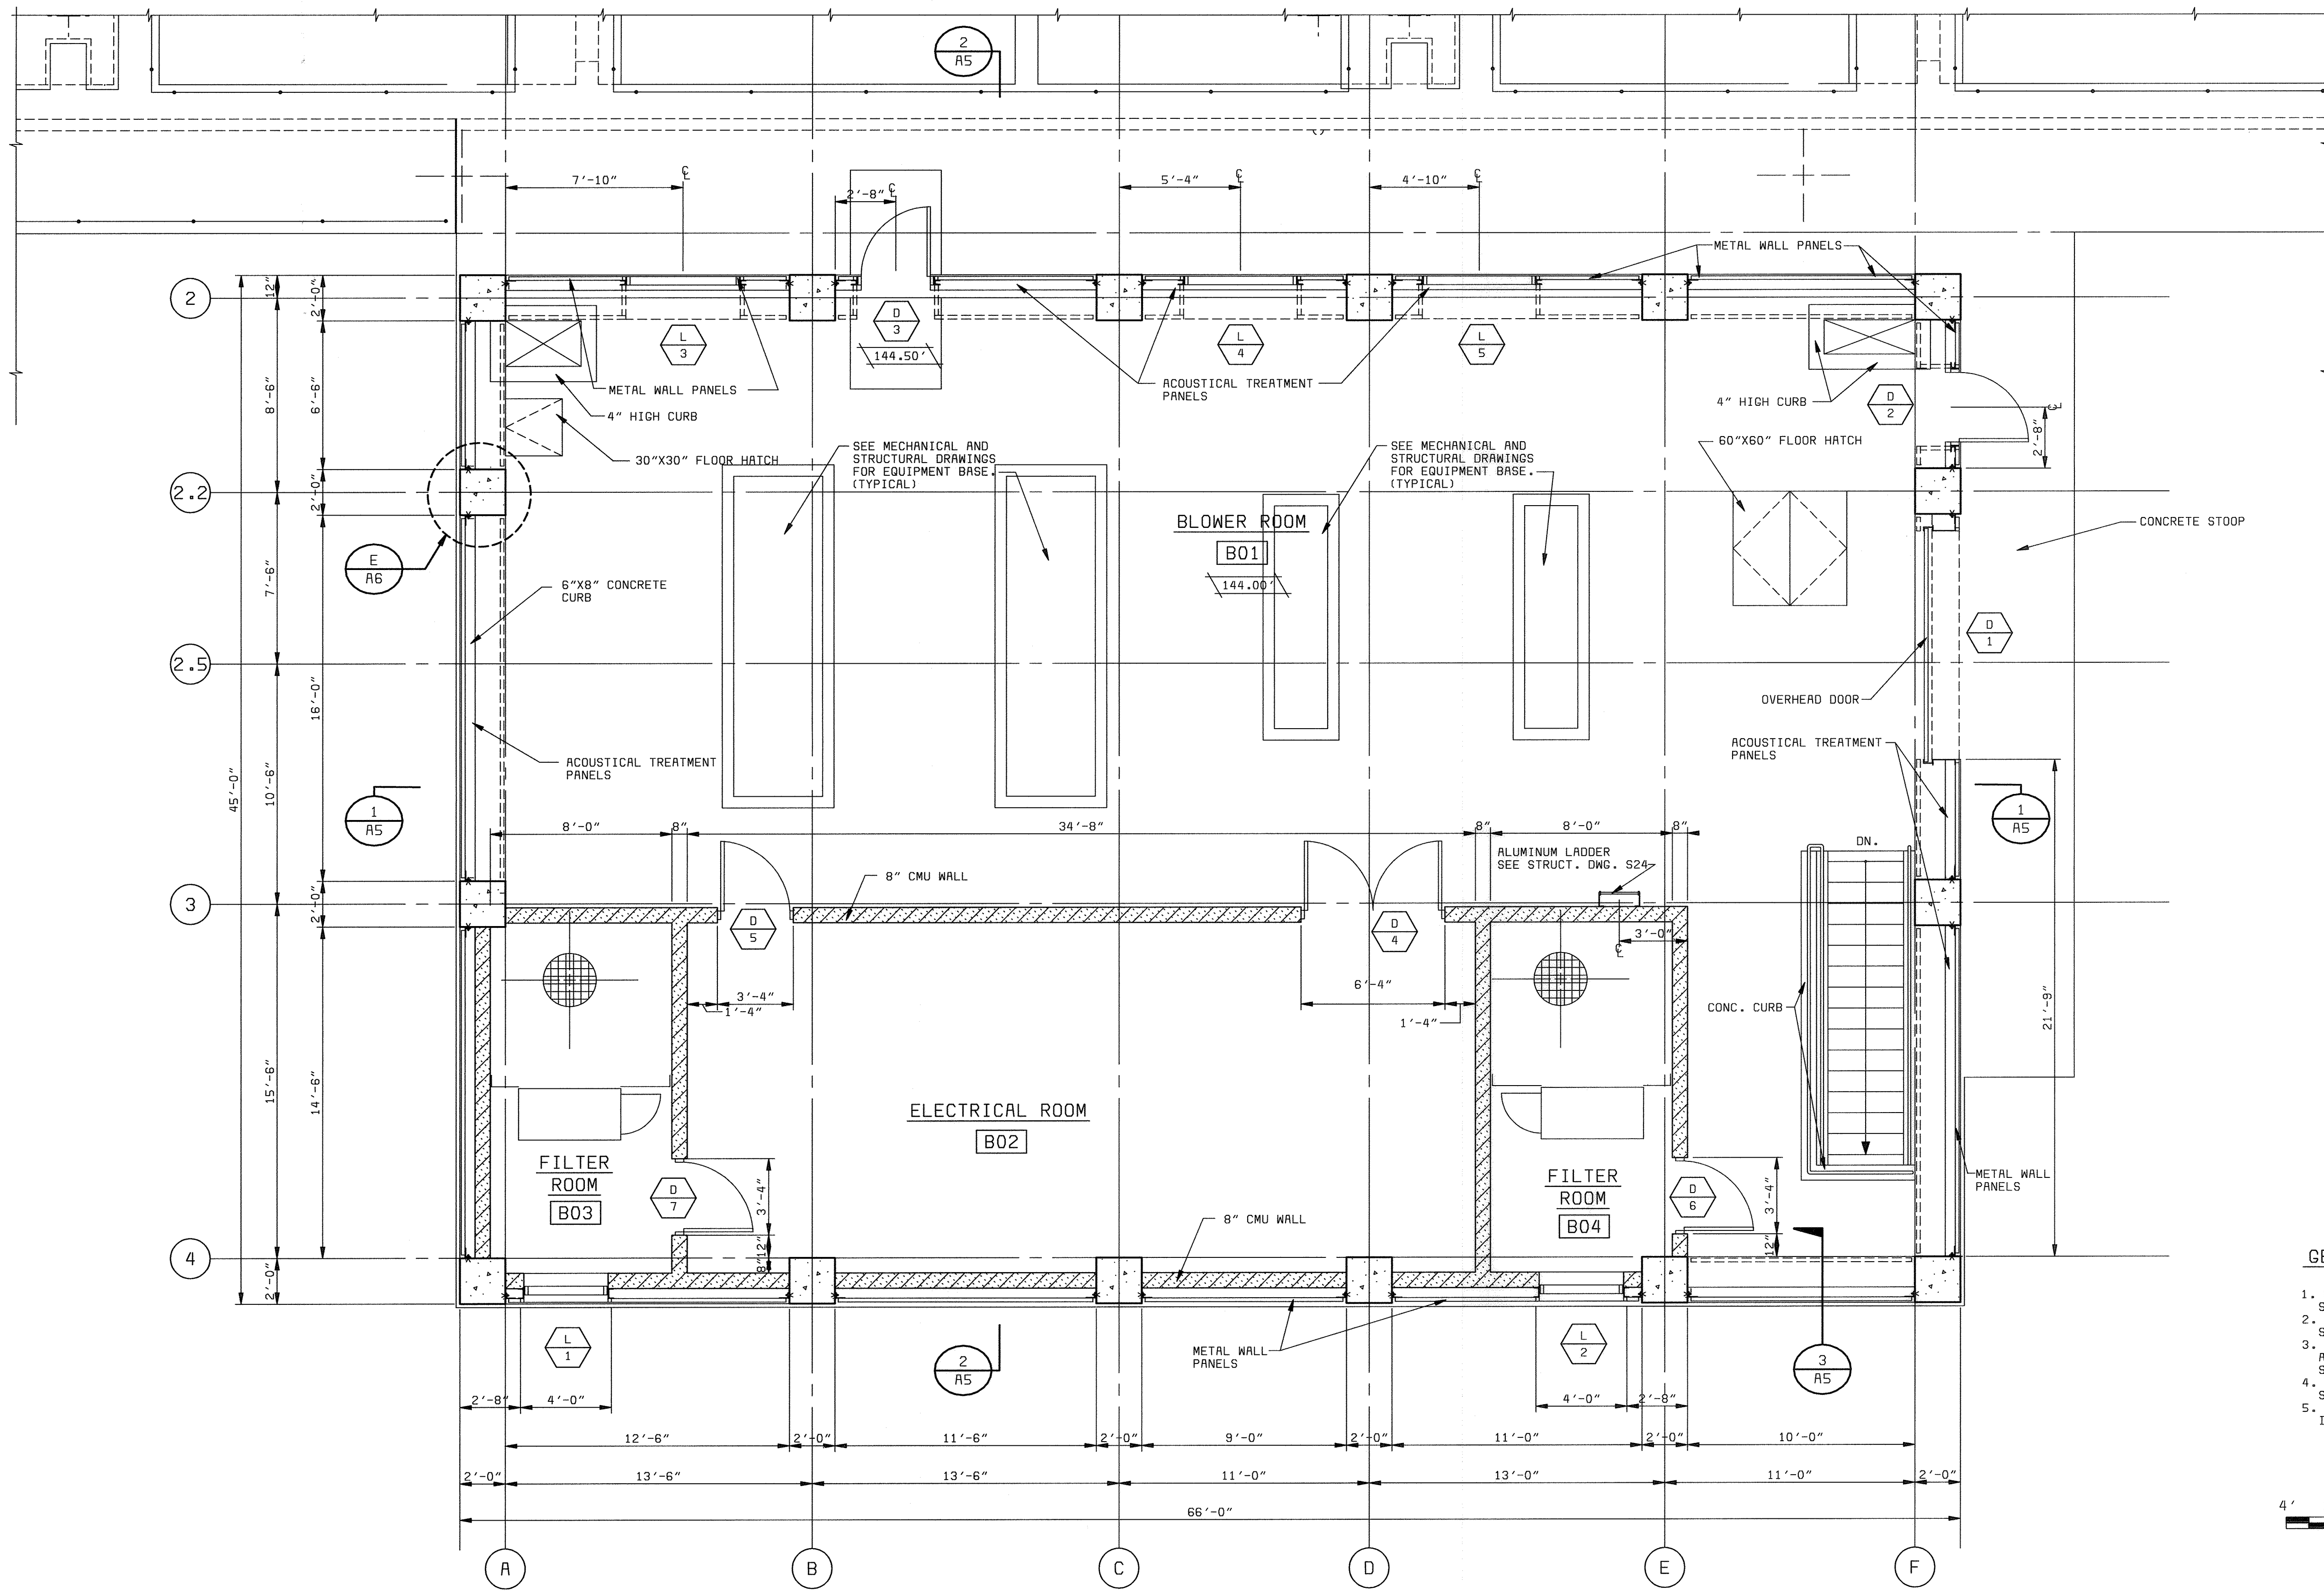 2
A5
7'-10"
℄
2'-8"
℄
5'-4"
℄
4'-10"
℄
METAL WALL PANELS
2
12"
2'-0"
D
3
144.50'
L
3
L
4
L
5
METAL WALL PANELS
4" HIGH CURB
ACOUSTICAL TREATMENT
PANELS
4" HIGH CURB
D
2
℄
2'-8"
8'-6"
6'-6"
30"X30" FLOOR HATCH
SEE MECHANICAL AND
STRUCTURAL DRAWINGS
FOR EQUIPMENT BASE.
(TYPICAL)
SEE MECHANICAL AND
STRUCTURAL DRAWINGS
FOR EQUIPMENT BASE.
(TYPICAL)
60"X60" FLOOR HATCH
2.2
2'-0"
BLOWER ROOM
B01
144.00'
CONCRETE STOOP
E
A6
6"X8" CONCRETE
CURB
7'-6"
D
1
2.5
16'-0"
OVERHEAD DOOR
ACOUSTICAL TREATMENT
PANELS
ACOUSTICAL TREATMENT
PANELS
45'-0"
10'-6"
1
A5
1
A5
8'-0"
8"
34'-8"
8"
8'-0"
8"
DN.
ALUMINUM LADDER
SEE STRUCT. DWG. S24
8" CMU WALL
3
2'-0"
D
5
D
4
3'-0"
℄
3'-4"
1'-4"
6'-4"
1'-4"
CONC. CURB
21'-9"
15'-6"
14'-6"
ELECTRICAL ROOM
B02
FILTER
ROOM
B03
D
7
3'-4"
12"
8"
FILTER
ROOM
B04
D
6
3'-4"
12"
METAL WALL
PANELS
8" CMU WALL
4
2'-0"
L
1
2
A5
METAL WALL
PANELS
L
2
3
A5
GE
1.
S
2.
S
3.
A
S
4.
S
5.
I
2'-8"
4'-0"
4'-0"
2'-8"
12'-6"
2'-0"
11'-6"
2'-0"
9'-0"
2'-0"
11'-0"
2'-0"
10'-0"
2'-0"
13'-6"
13'-6"
11'-0"
13'-0"
11'-0"
2'-0"
66'-0"
4'
A
B
C
D
E
F